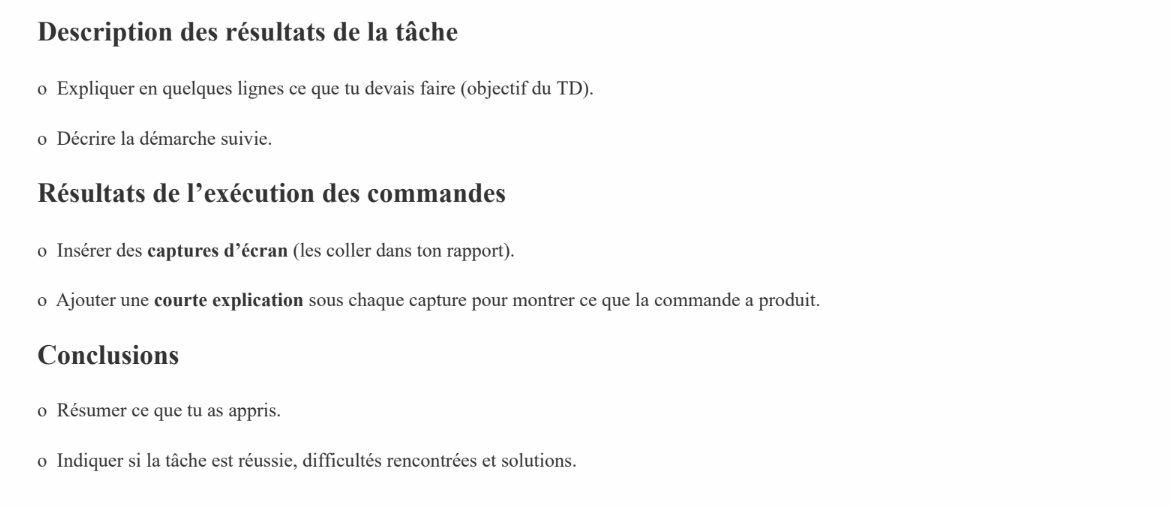 Description des résultats de la tâche
o Expliquer en quelques lignes ce que tu devais faire (objectif du TD).
o Décrire la démarche suivie.
Résultats de l’exécution des commandes
o Insérer des captures d’écran (les coller dans ton rapport).
o Ajouter une courte explication sous chaque capture pour montrer ce que la commande a produit.
Conclusions
o Résumer ce que tu as appris.
o Indiquer si la tâche est réussie, difficultés rencontrées et solutions.